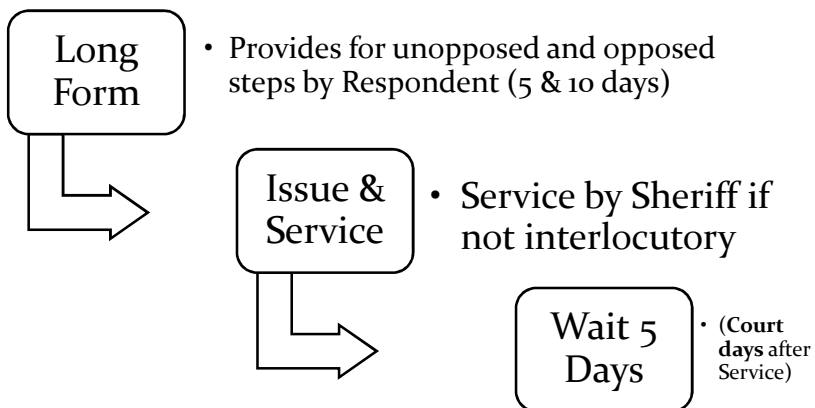 Long
Form
• Provides for unopposed and opposed
steps by Respondent (5 & 10 days)
Issue &
Service
• Service by Sheriff if
not interlocutory
Wait 5
Days
• (Court
days after
Service)